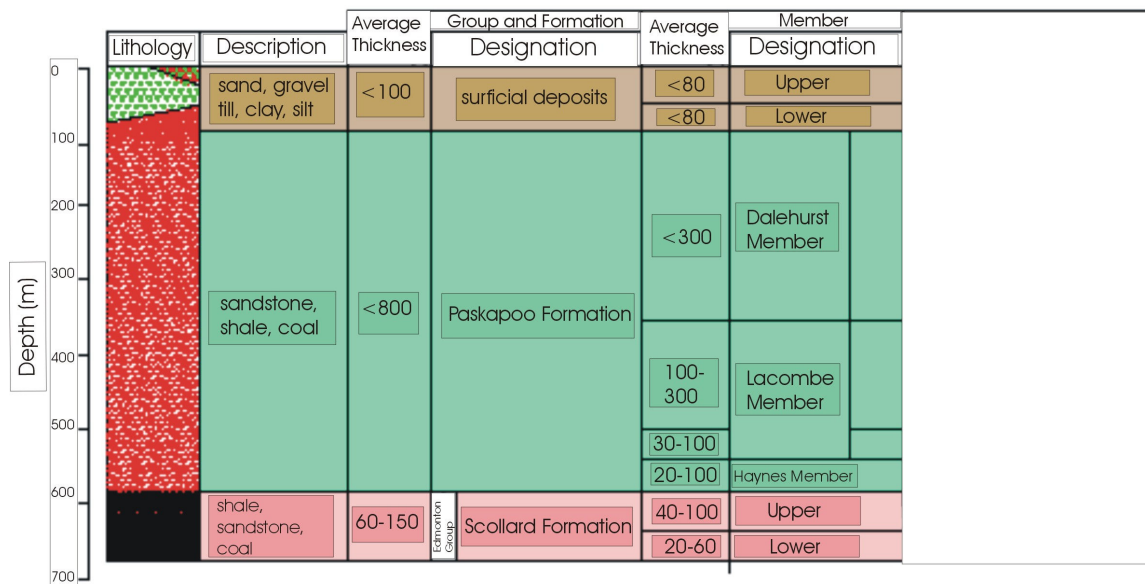 Group and Formation
Member
Average
Thickness
Average
Thickness
Lithology
Description
Designation
Designation
0
100
200
300
400
500
600
700
Depth (m)
sand, gravel
till, clay, silt
<100
surficial deposits
<80
Upper
<80
Lower
sandstone,
shale, coal
<800
Paskapoo Formation
<300
Dalehurst
Member
100-
300
Lacombe
Member
30-100
20-100
Haynes Member
shale,
sandstone,
coal
60-150
Edmonton
Group
Scollard Formation
40-100
Upper
20-60
Lower